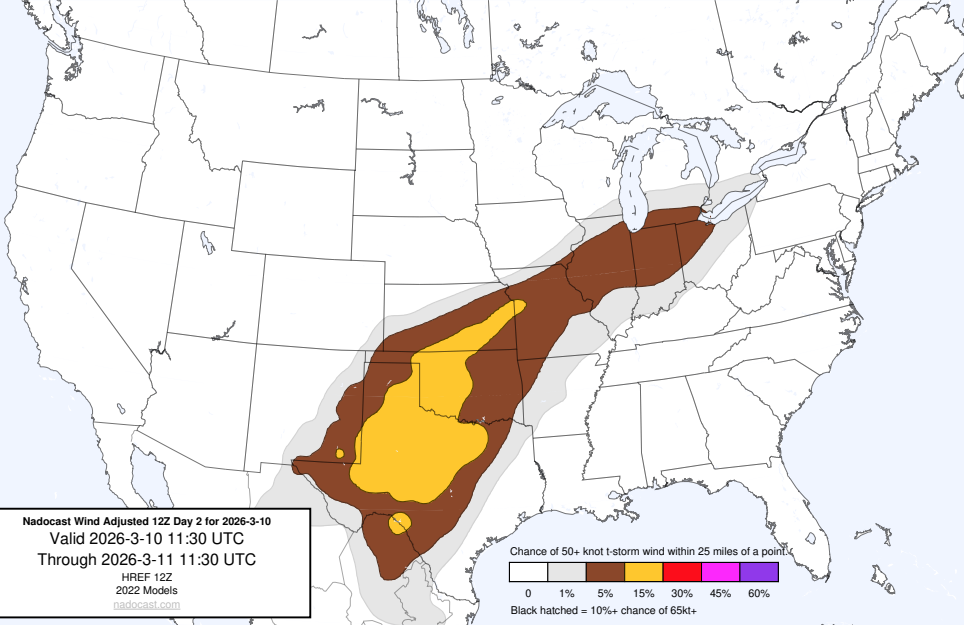 Nadocast Wind Adjusted 12Z Day 2 for 2026-3-10
Valid 2026-3-10 11:30 UTC
Through 2026-3-11 11:30 UTC
HREF 12Z
2022 Models
nadocast.com
Chance of 50+ knot t-storm wind within 25 miles of a point.
0 1% 5% 15% 30% 45% 60%
Black hatched = 10%+ chance of 65kt+